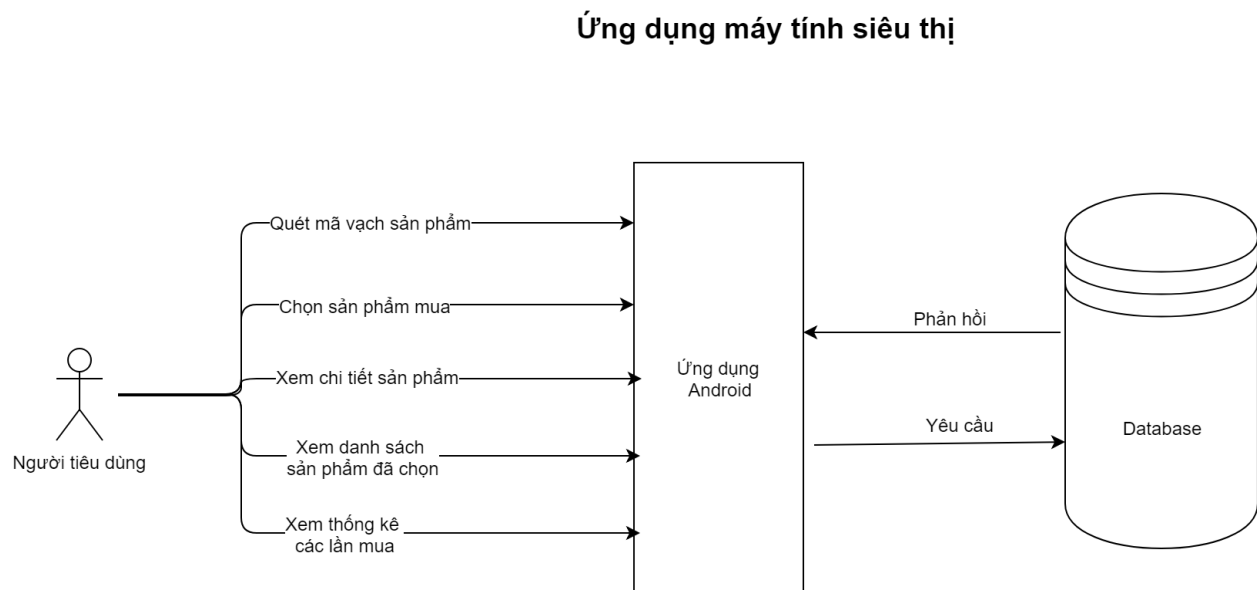 Ứng dụng máy tính siêu thị
Quét mã vạch sản phẩm
Chọn sản phẩm mua
Xem chi tiết sản phẩm
Xem danh sách
sản phẩm đã chọn
Xem thống kê
các lần mua
Người tiêu dùng
Ứng dụng
Android
Phản hồi
Yêu cầu
Database